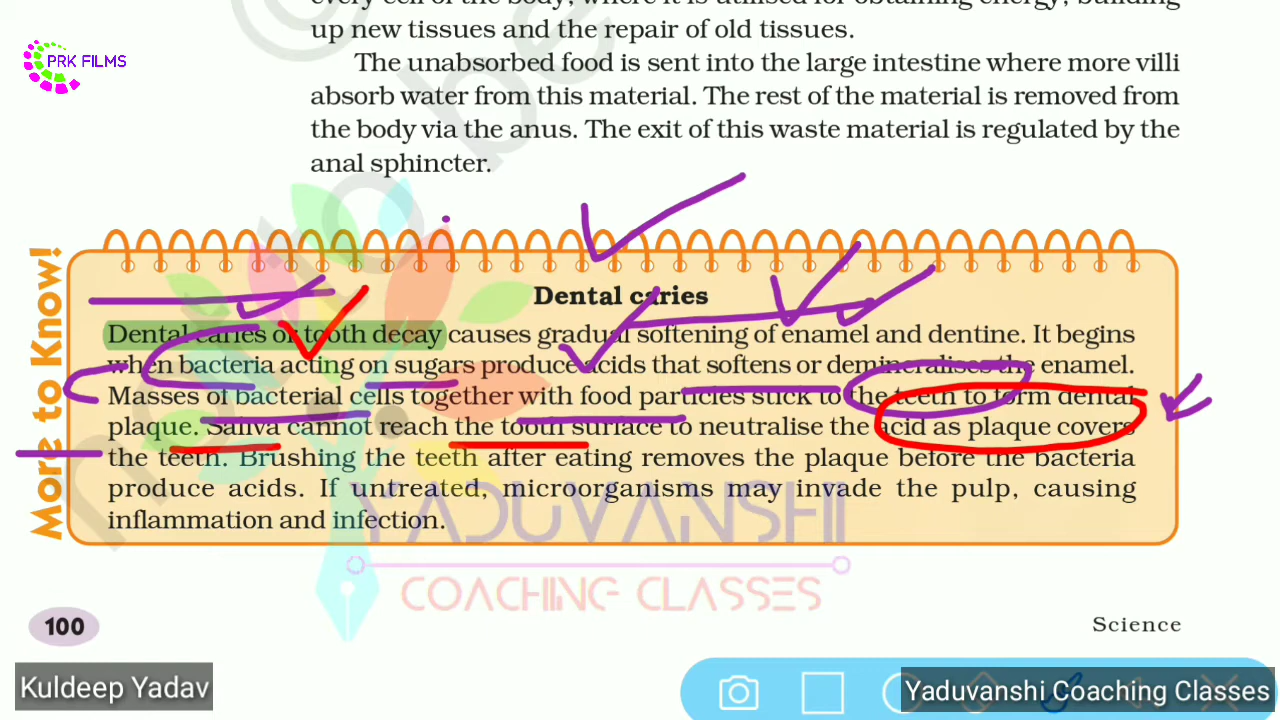 every cell of the body, where it is utilised for obtaining energy, building
up new tissues and the repair of old tissues.
The unabsorbed food is sent into the large intestine where more villi
absorb water from this material. The rest of the material is removed from
the body via the anus. The exit of this waste material is regulated by the
anal sphincter.
PRK FILMS
More to Know!
Dental caries
Dental caries or tooth decay causes gradual softening of enamel and dentine. It begins
when bacteria acting on sugars produce acids that softens or demineralises the enamel.
Masses of bacterial cells together with food particles stick to the teeth to form dental
plaque. Saliva cannot reach the tooth surface to neutralise the acid as plaque covers
the teeth. Brushing the teeth after eating removes the plaque before the bacteria
produce acids. If untreated, microorganisms may invade the pulp, causing
inflammation and infection.
YADUVANSHI
COACHING CLASSES
100
Science
Kuldeep Yadav
Yaduvanshi Coaching Classes